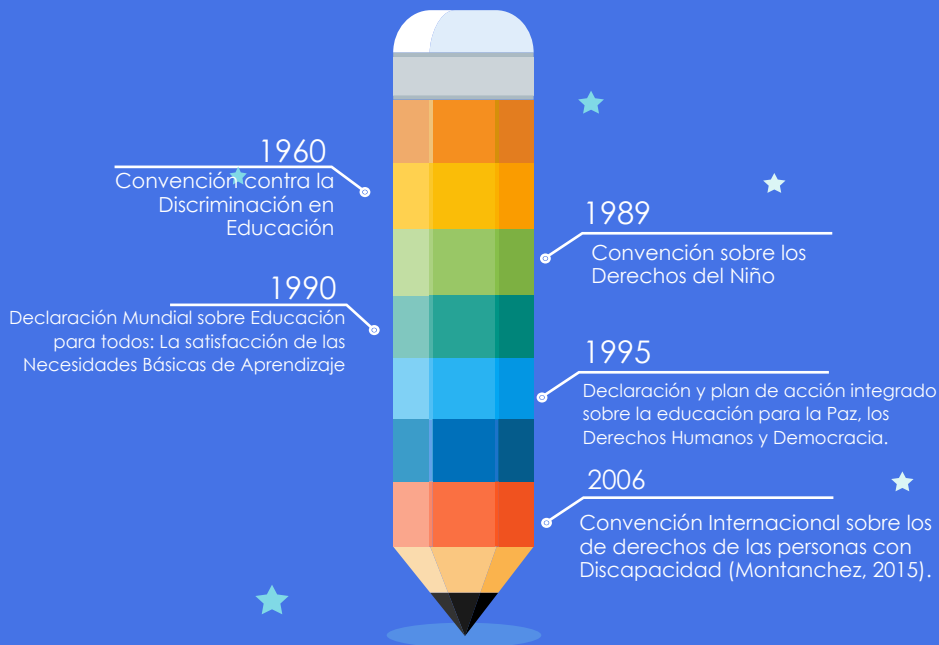 1960
Convención contra la
Discriminación en
Educación
1989
Convención sobre los
Derechos del Niño
1990
Declaración Mundial sobre Educación
para todos: La satisfacción de las
Necesidades Básicas de Aprendizaje
1995
Declaración y plan de acción integrado
sobre la educación para la Paz, los
Derechos Humanos y Democracia.
2006
Convención Internacional sobre los
de derechos de las personas con
Discapacidad (Montanchez, 2015).